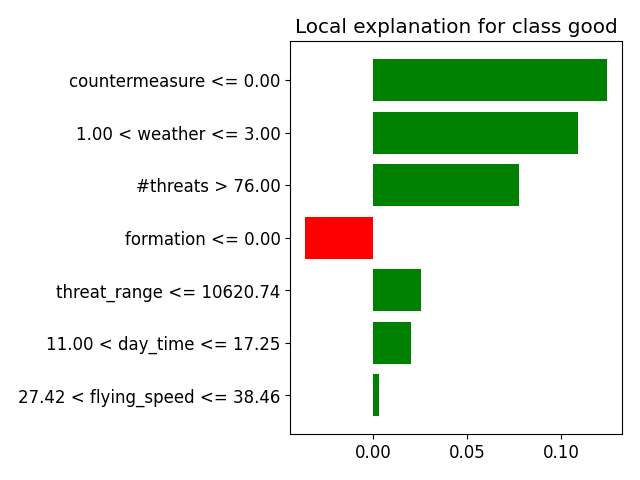 Local explanation for class good
countermeasure <= 0.00
1.00 < weather <= 3.00
#threats > 76.00
formation <= 0.00
threat_range <= 10620.74
11.00 < day_time <= 17.25
27.42 < flying_speed <= 38.46
0.00 0.05 0.10